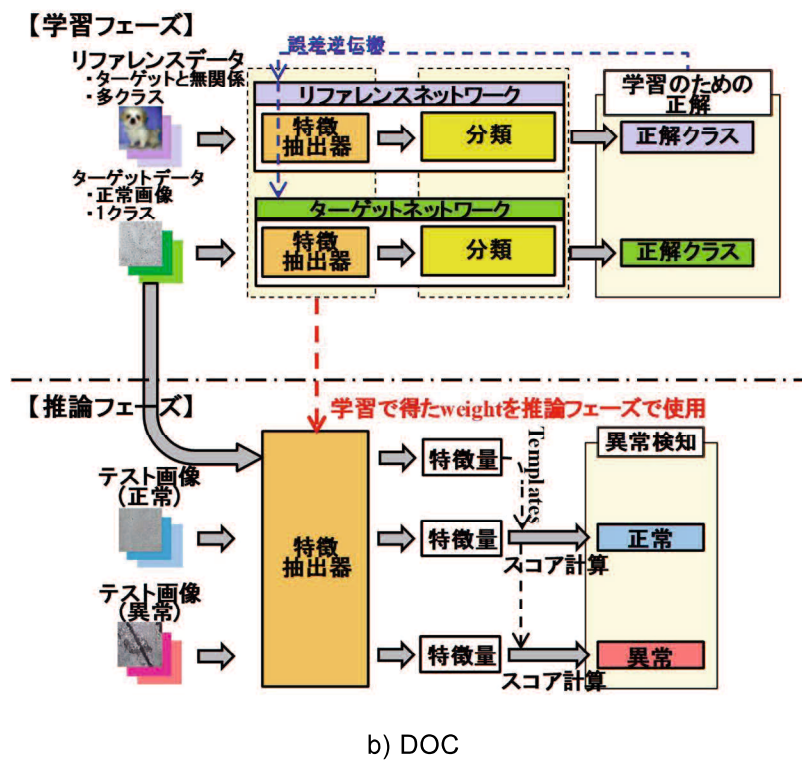 【学習フェーズ】
リファレンスデータ
・ターゲットと無関係
・多クラス
誤差逆伝搬
リファレンスネットワーク
特徴
抽出器
分類
学習のための
正解
正解クラス
ターゲットデータ
・正常画像
・1クラス
ターゲットネットワーク
特徴
抽出器
分類
正解クラス
【推論フェーズ】
学習で得たweightを推論フェーズで使用
特徴量
Templates
異常検知
テスト画像
(正常)
特徴
抽出器
特徴量
スコア計算
正常
テスト画像
(異常)
特徴量
スコア計算
異常
b) DOC